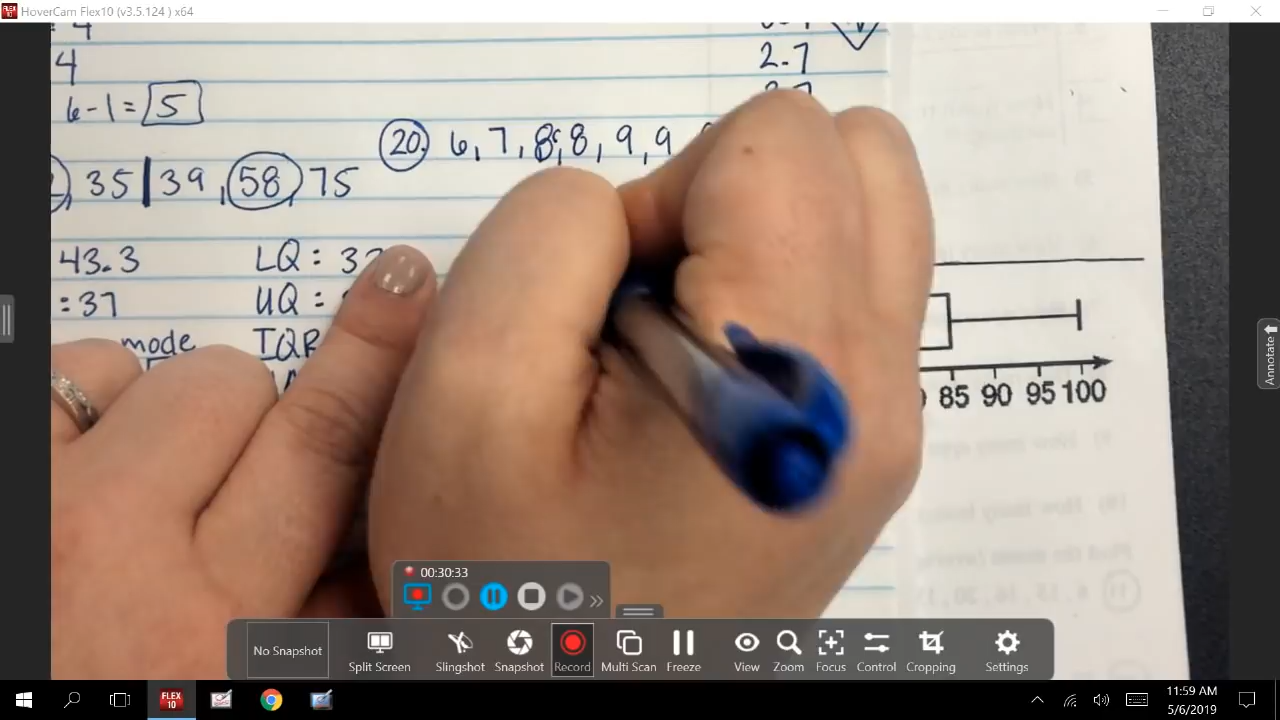 HoverCam Flex10 (v3.5.124 ) x64
4
4
2.7
6-1= 5
20. 6, 7, 8, 8, 9, 9
, 35 | 39, 58, 75
43.3 LQ:
: 37 UQ:
mode IQR
85 90 95 100
Annotate
00:30:33
No Snapshot
Split Screen Slingshot Snapshot Record Multi Scan Freeze View Zoom Focus Control Cropping Settings
FLEX
10
11:59 AM
5/6/2019